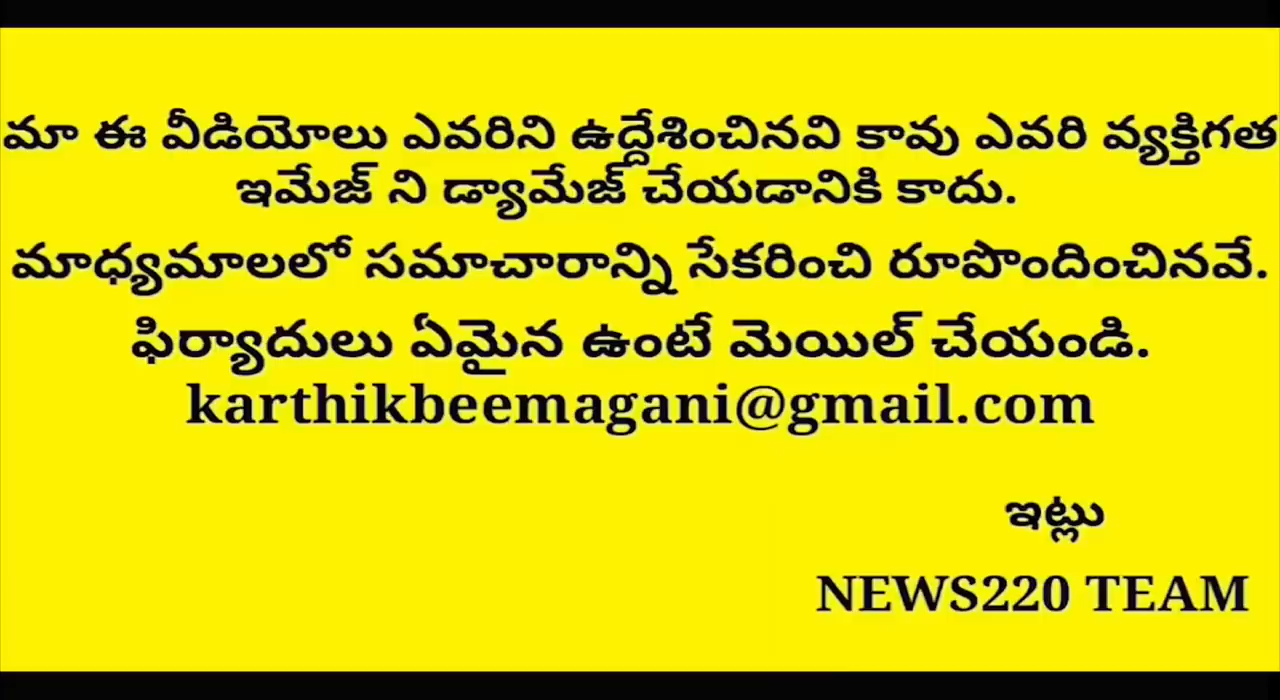 మా ఈ వీడియోలు ఎవరిని ఉద్దేశించినవి కావు ఎవరి వ్యక్తిగత
ఇమేజ్ ని డ్యామేజ్ చేయడానికి కాదు.
మాధ్యమాలలో సమాచారాన్ని సేకరించి రూపొందించినవే.
ఫిర్యాదులు ఏమైన ఉంటే మెయిల్ చేయండి.
karthikbeemagani@gmail.com
ఇట్లు
NEWS220 TEAM